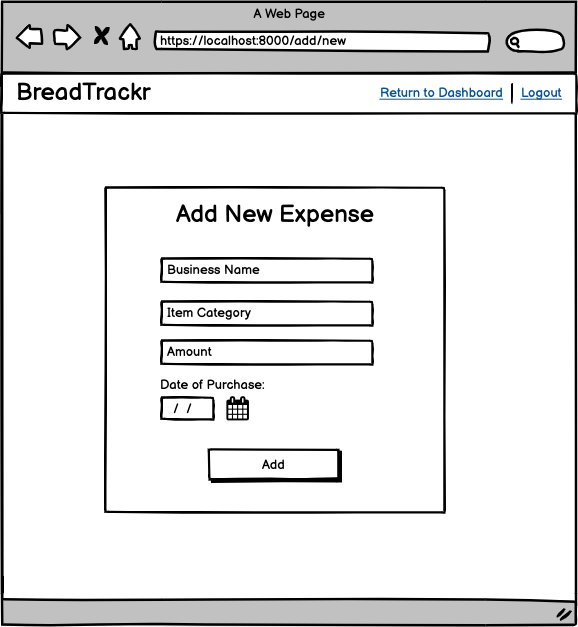 A Web Page
https://localhost:8000/add/new
BreadTrackr
Return to Dashboard | Logout
Add New Expense
Business Name
Item Category
Amount
Date of Purchase:
/ /
Add